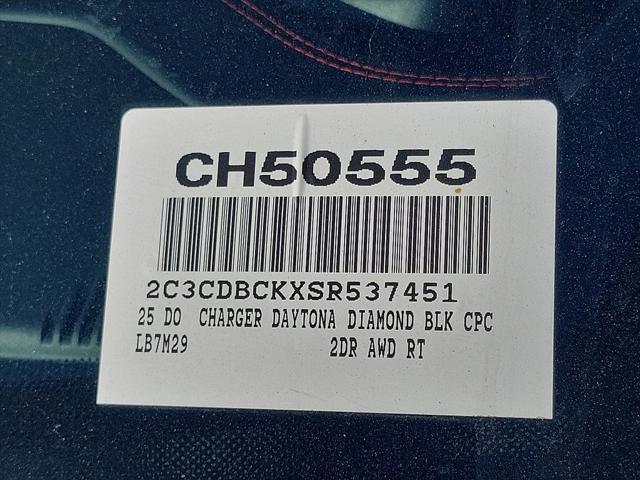 CH50555
2C3CDBCKXSR537451
25 DO CHARGER DAYTONA DIAMOND BLK CPC
LB7M29 2DR AWD RT